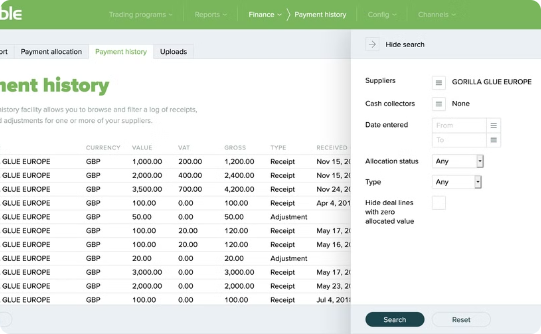 ble Trading programs Reports Finance Payment history Config Channels
ort Payment allocation Payment history Uploads
Hide search
ment history
history facility allows you to browse and filter a log of receipts,
d adjustments for one or more of your suppliers.
Suppliers GORILLA GLUE EUROPE
Cash collectors None
Date entered From
To
Allocation status Any
Type Any
Hide deal lines
with zero
allocated value
CURRENCY VALUE VAT GROSS TYPE RECEIVED
GLUE EUROPE GBP 1,000.00 200.00 1,200.00 Receipt Nov 15, 20
GLUE EUROPE GBP 2,000.00 400.00 2,400.00 Receipt Nov 15, 20
GLUE EUROPE GBP 3,500.00 700.00 4,200.00 Receipt Nov 24, 20
GLUE EUROPE GBP 100.00 0.00 100.00 Receipt Apr 4, 201
GLUE EUROPE GBP 50.00 0.00 50.00 Adjustment
GLUE EUROPE GBP 100.00 20.00 120.00 Receipt May 17, 20
GLUE EUROPE GBP 100.00 20.00 120.00 Receipt May 16, 20
GLUE EUROPE GBP 20.00 0.00 20.00 Adjustment
GLUE EUROPE GBP 3,000.00 0.00 3,000.00 Receipt May 17, 20
GLUE EUROPE GBP 2,000.00 0.00 2,000.00 Receipt May 23, 20
GLUE EUROPE GBP 100.00 0.00 100.00 Receipt Jul 4, 201
Search Reset